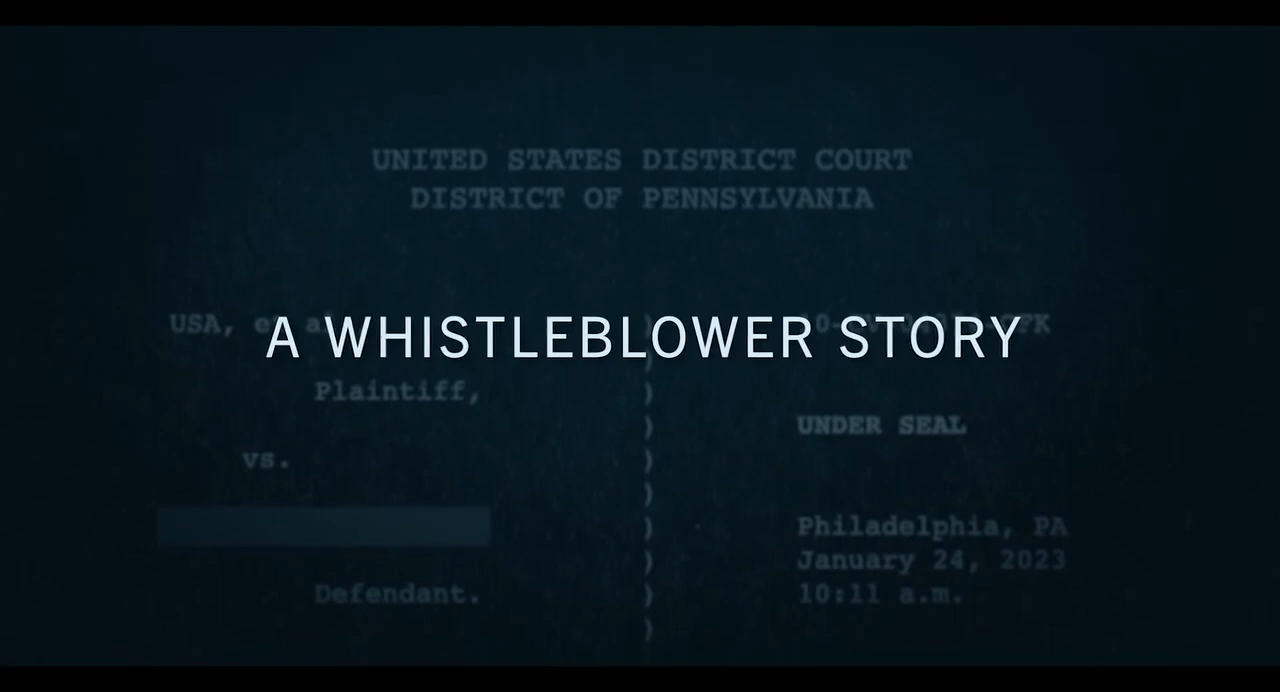 UNITED STATES DISTRICT COURT
DISTRICT OF PENNSYLVANIA
USA,
A WHISTLEBLOWER STORY
)
Plaintiff, )
) UNDER SEAL
vs. )
)
) Philadelphia, PA
) January 24, 2023
Defendant. ) 10:11 a.m.
)